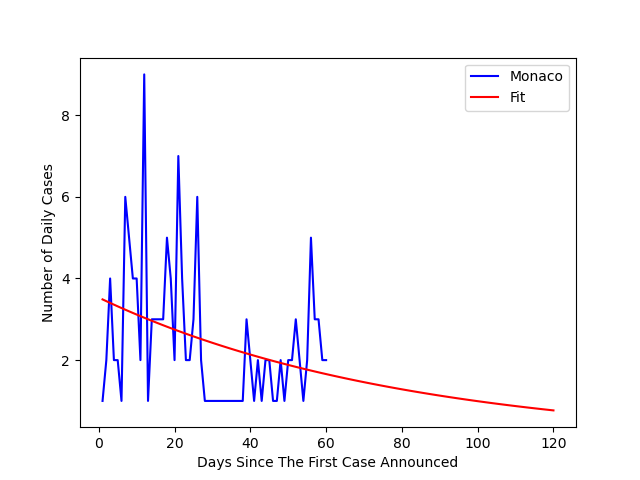 Monaco
Fit
8
6
4
2
Number of Daily Cases
0 20 40 60 80 100 120
Days Since The First Case Announced